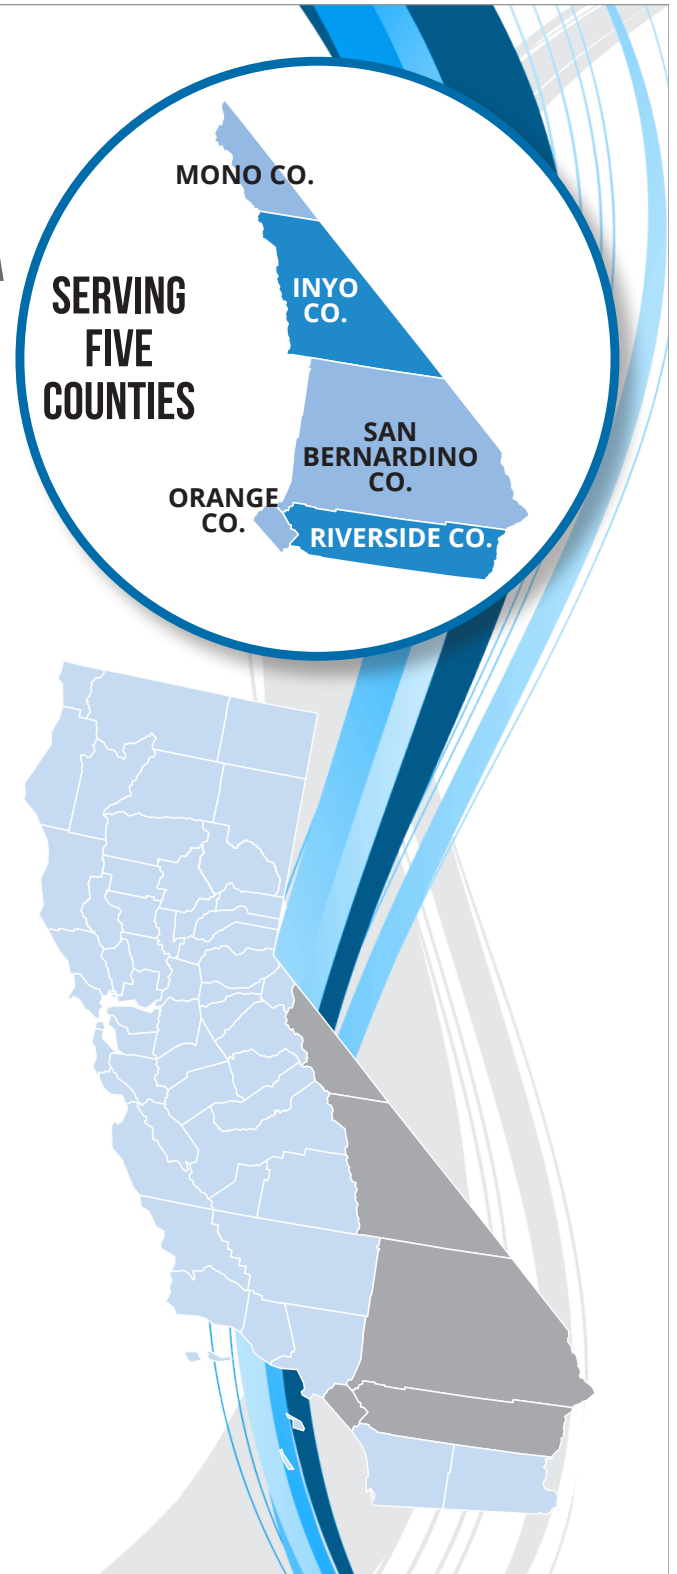 MONO CO.
INYO
CO.
SERVING
FIVE
COUNTIES
SAN
BERNARDINO
CO.
ORANGE
CO.
RIVERSIDE CO.